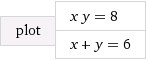 plot
x y = 8
x + y = 6